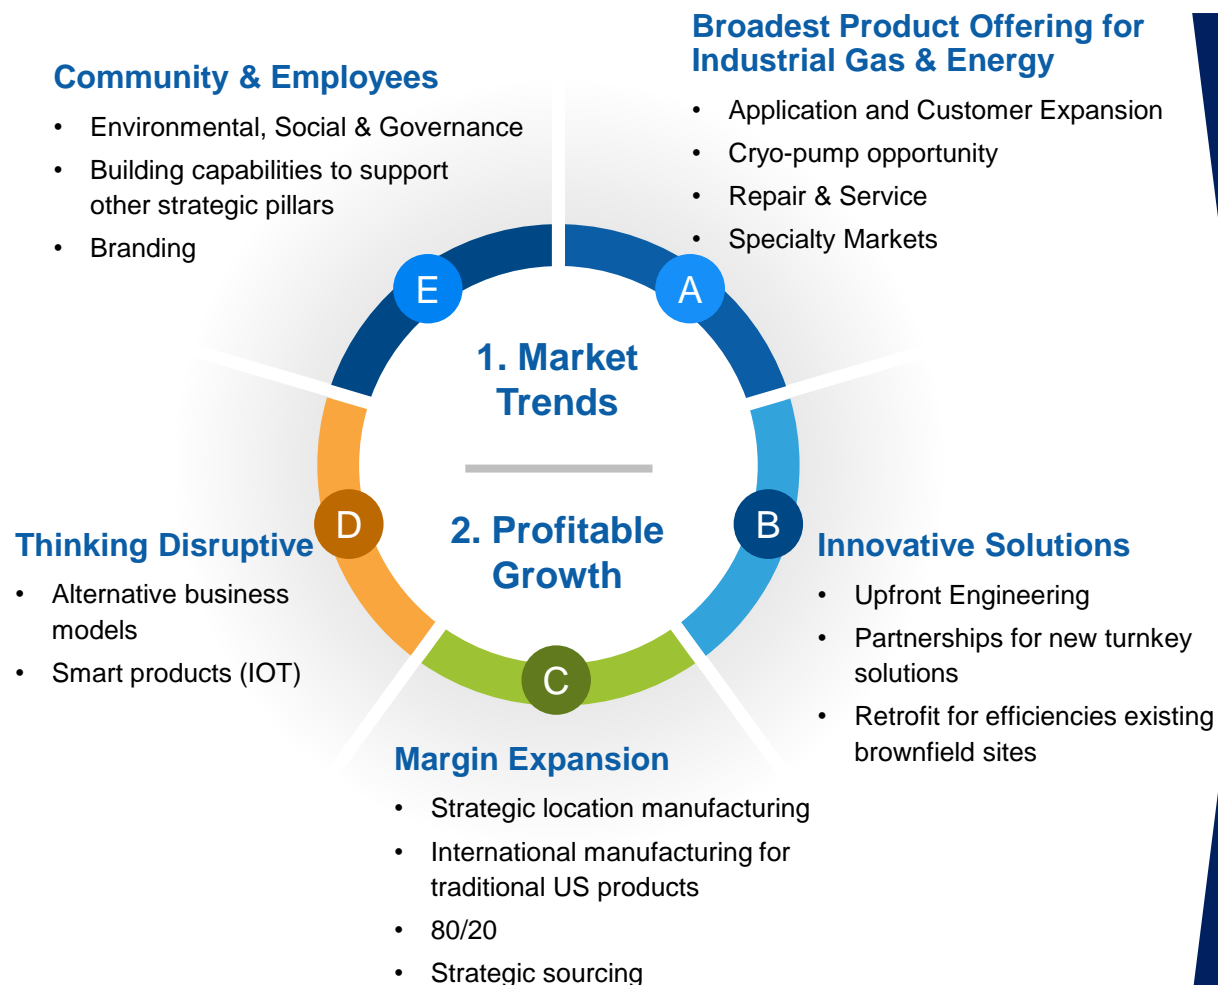 Broadest Product Offering for
Industrial Gas & Energy
• Application and Customer Expansion
• Cryo-pump opportunity
• Repair & Service
• Specialty Markets
Community & Employees
• Environmental, Social & Governance
• Building capabilities to support
other strategic pillars
• Branding
E
A
1. Market
Trends
2. Profitable
Growth
D
B
C
Thinking Disruptive
• Alternative business
models
• Smart products (IOT)
Innovative Solutions
• Upfront Engineering
• Partnerships for new turnkey
solutions
• Retrofit for efficiencies existing
brownfield sites
Margin Expansion
• Strategic location manufacturing
• International manufacturing for
traditional US products
• 80/20
• Strategic sourcing